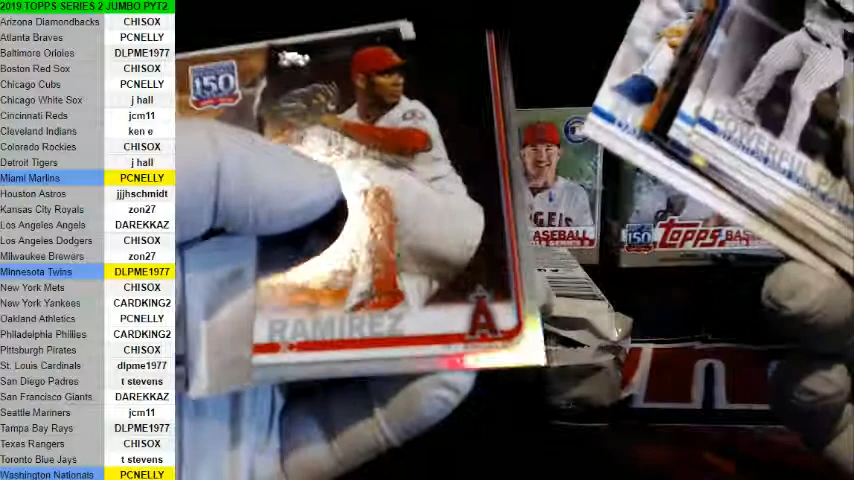 2019 TOPPS SERIES 2 JUMBO PYT2
Arizona Diamondbacks CHISOX
Atlanta Braves PCNELLY
Baltimore Orioles DLPME1977
Boston Red Sox CHISOX
Chicago Cubs PCNELLY
Chicago White Sox j hall
Cincinnati Reds jcm11
Cleveland Indians ken e
Colorado Rockies CHISOX
Detroit Tigers j hall
Miami Marlins PCNELLY
Houston Astros jjjhschmidt
Kansas City Royals zon27
Los Angeles Angels DAREKKAZ
Los Angeles Dodgers CHISOX
Milwaukee Brewers zon27
Minnesota Twins DLPME1977
New York Mets CHISOX
New York Yankees CARDKING2
Oakland Athletics PCNELLY
Philadelphia Phillies CARDKING2
Pittsburgh Pirates CHISOX
St. Louis Cardinals dlpme1977
San Diego Padres t stevens
San Francisco Giants DAREKKAZ
Seattle Mariners jcm11
Tampa Bay Rays DLPME1977
Texas Rangers CHISOX
Toronto Blue Jays t stevens
Washington Nationals PCNELLY
150
RAMIREZ
A
POWERFUL
ANGELS
BASEBALL
150
TOPPS